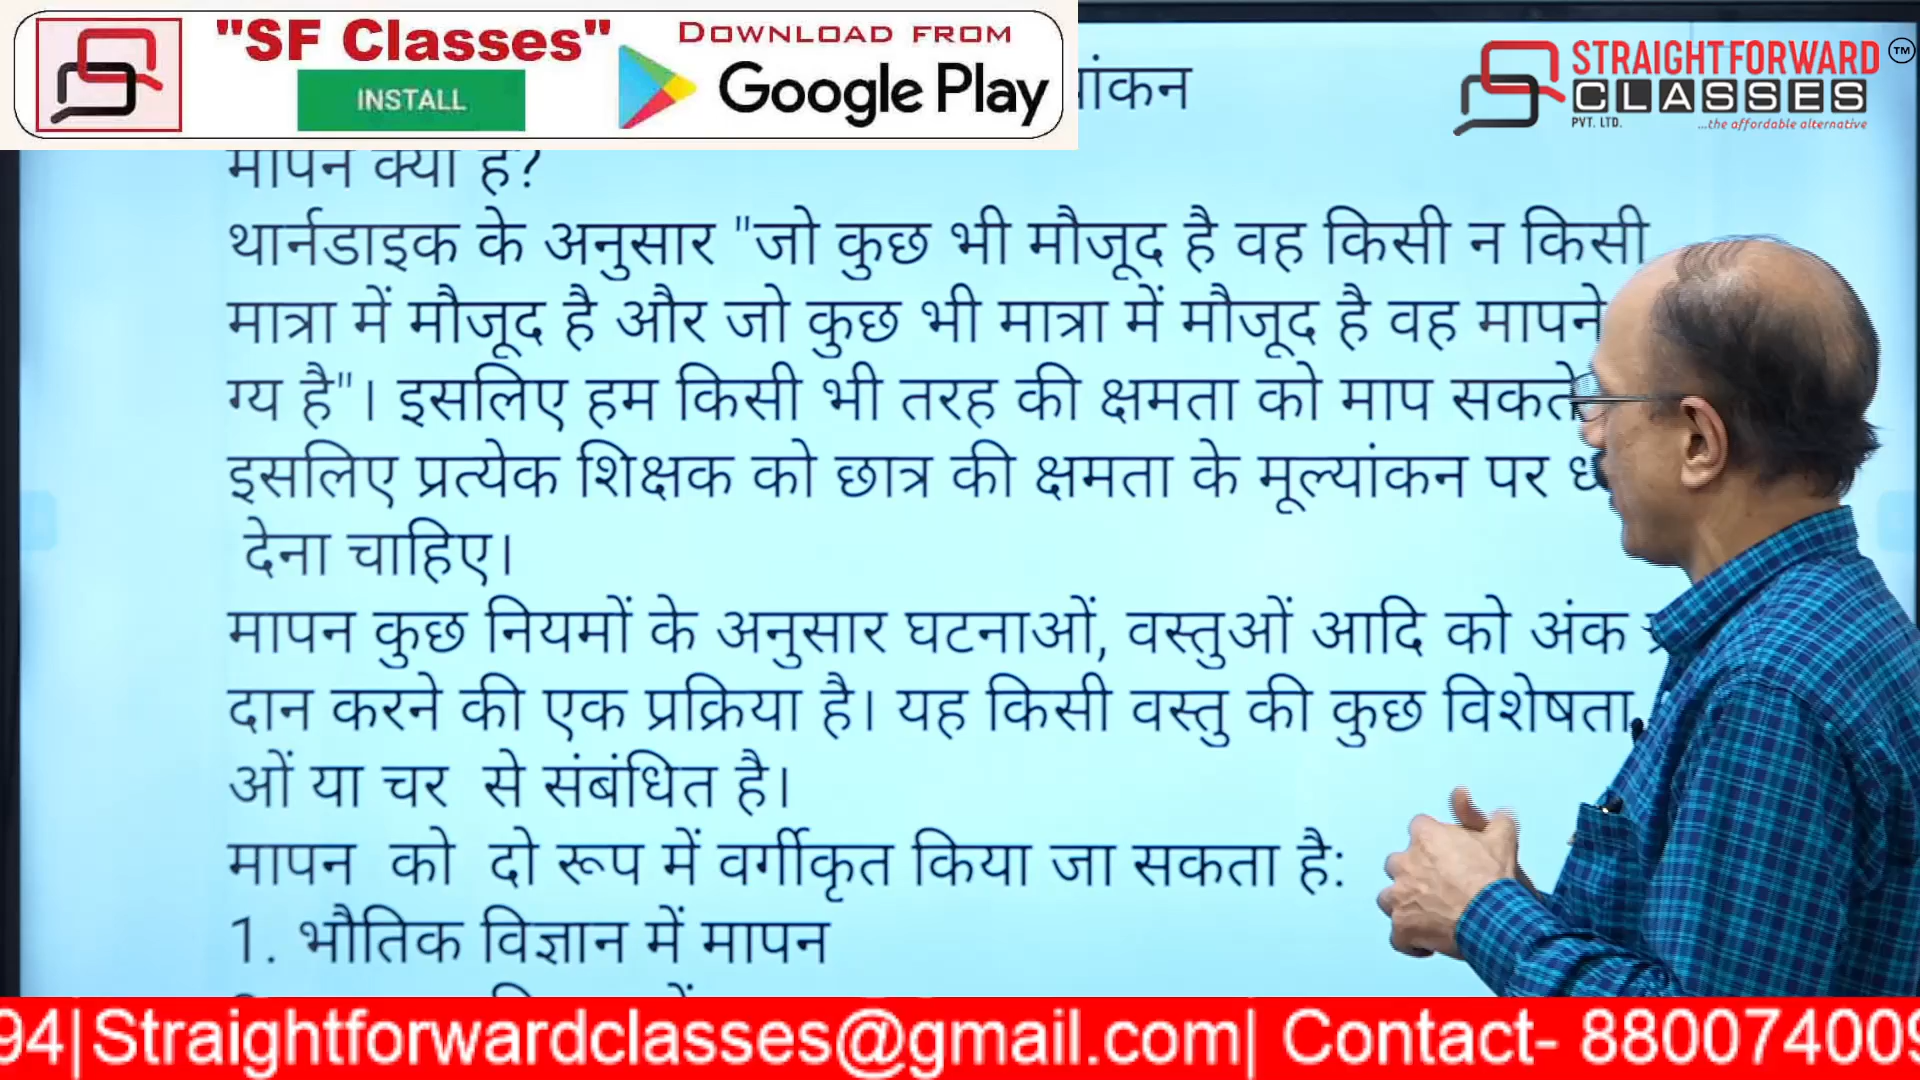 "SF Classes"
INSTALL
DOWNLOAD FROM
Google Play
STRAIGHTFORWARD ™
CLASSES
PVT. LTD. ...the affordable alternative
मापन क्या है?
थार्नडाइक के अनुसार "जो कुछ भी मौजूद है वह किसी न किसी
मात्रा में मौजूद है और जो कुछ भी मात्रा में मौजूद है वह मापने
ग्य है"। इसलिए हम किसी भी तरह की क्षमता को माप सकते
इसलिए प्रत्येक शिक्षक को छात्र की क्षमता के मूल्यांकन पर
देना चाहिए।
मापन कुछ नियमों के अनुसार घटनाओं, वस्तुओं आदि को अंक
दान करने की एक प्रक्रिया है। यह किसी वस्तु की कुछ विशेषता
ओं या चर से संबंधित है।
मापन को दो रूप में वर्गीकृत किया जा सकता है:
1. भौतिक विज्ञान में मापन
94| Straightforwardclasses@gmail.com| Contact- 880074009